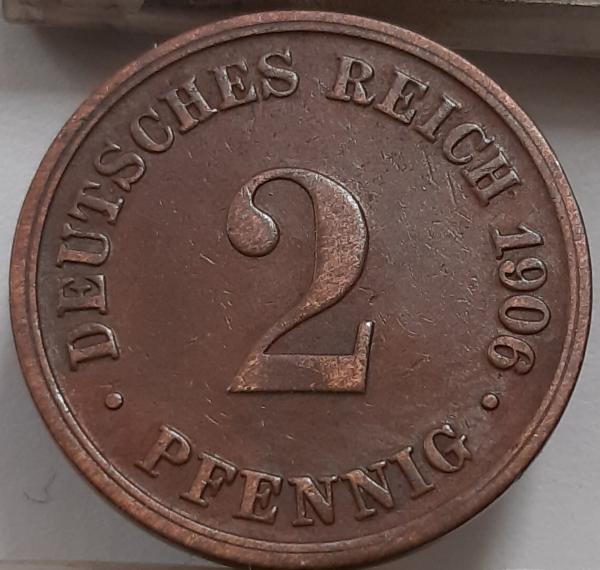 DEUTSCHES REICH 1906
2
· PFENNIG ·